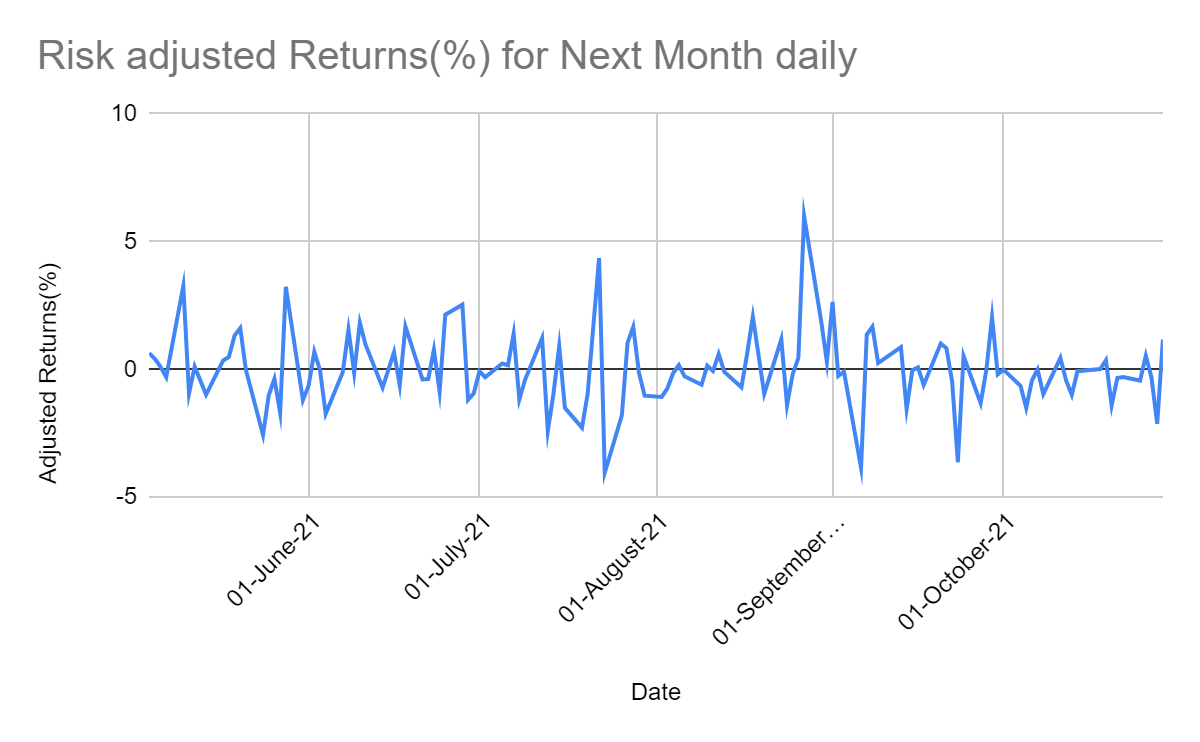 Risk adjusted Returns(%) for Next Month daily
10
5
0
-5
Adjusted Returns(%)
01-June-21
01-July-21
01-August-21
01-September…
01-October-21
Date